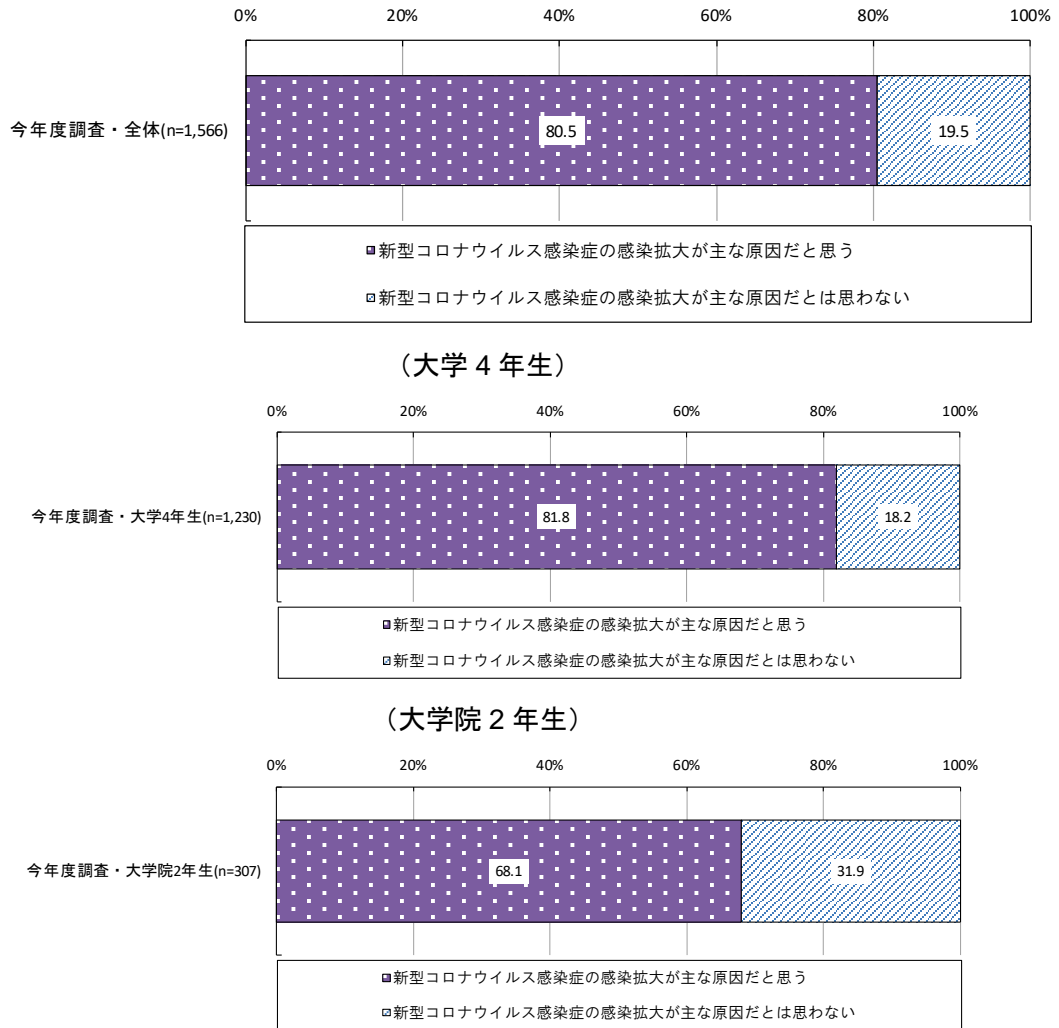 0% 20% 40% 60% 80% 100%
今年度調査・全体(n=1,566)
80.5 19.5
新型コロナウイルス感染症の感染拡大が主な原因だと思う
新型コロナウイルス感染症の感染拡大が主な原因だとは思わない
（大学 4 年生）
0% 20% 40% 60% 80% 100%
今年度調査・大学4年生(n=1,230)
81.8 18.2
新型コロナウイルス感染症の感染拡大が主な原因だと思う
新型コロナウイルス感染症の感染拡大が主な原因だとは思わない
（大学院 2 年生）
0% 20% 40% 60% 80% 100%
今年度調査・大学院2年生(n=307)
68.1 31.9
新型コロナウイルス感染症の感染拡大が主な原因だと思う
新型コロナウイルス感染症の感染拡大が主な原因だとは思わない